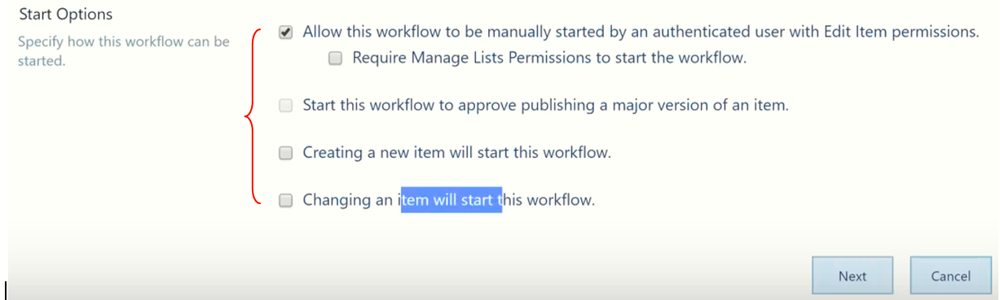 Start Options
Specify how this workflow can be
started.
Allow this workflow to be manually started by an authenticated user with Edit Item permissions.
Require Manage Lists Permissions to start the workflow.
Start this workflow to approve publishing a major version of an item.
Creating a new item will start this workflow.
Changing an item will start this workflow.
Next
Cancel